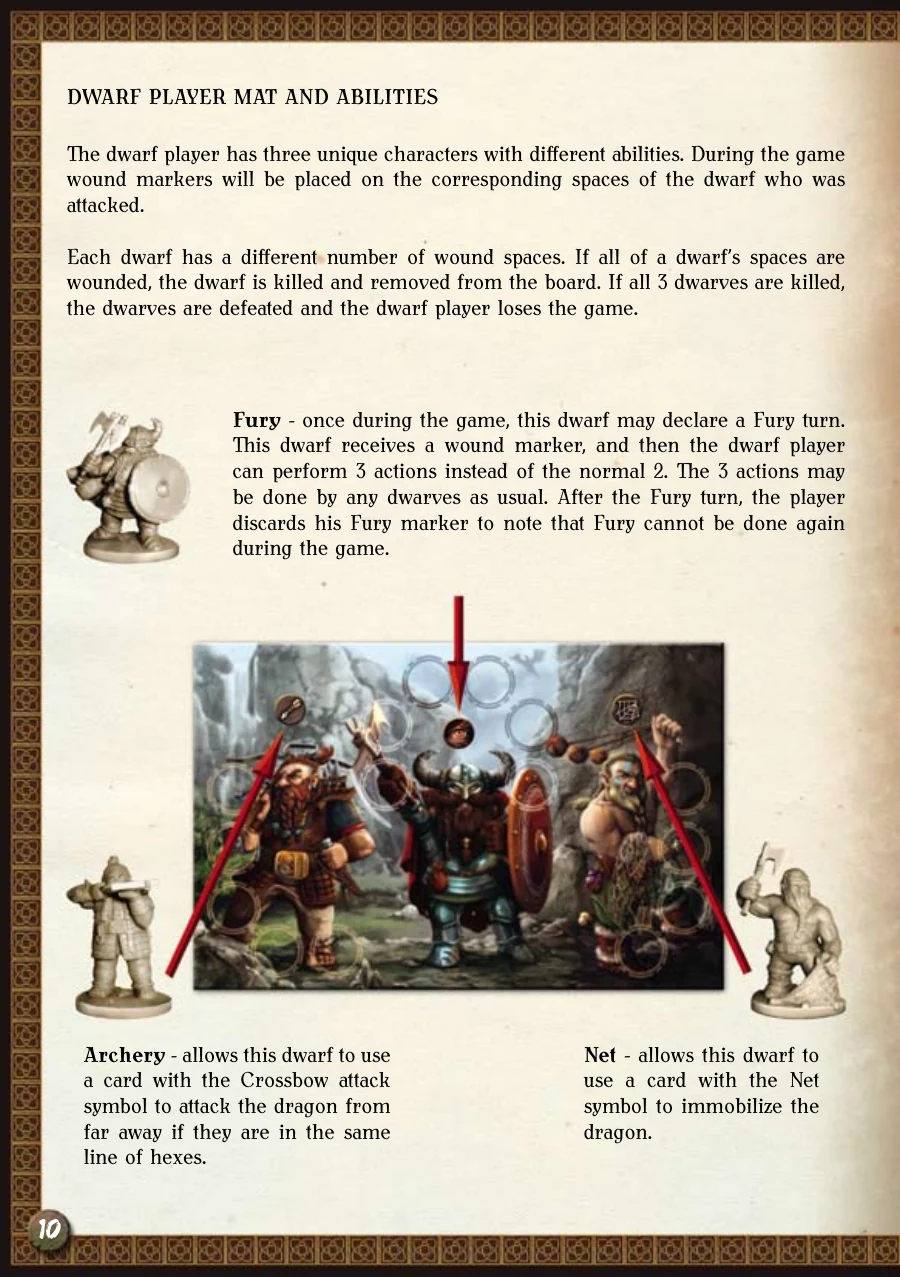 DWARF PLAYER MAT AND ABILITIES
The dwarf player has three unique characters with different abilities. During the game
wound markers will be placed on the corresponding spaces of the dwarf who was
attacked.
Each dwarf has a different number of wound spaces. If all of a dwarf's spaces are
wounded, the dwarf is killed and removed from the board. If all 3 dwarves are killed,
the dwarves are defeated and the dwarf player loses the game.
Fury - once during the game, this dwarf may declare a Fury turn.
This dwarf receives a wound marker, and then the dwarf player
can perform 3 actions instead of the normal 2. The 3 actions may
be done by any dwarves as usual. After the Fury turn, the player
discards his Fury marker to note that Fury cannot be done again
during the game.
Archery - allows this dwarf to use
a card with the Crossbow attack
symbol to attack the dragon from
far away if they are in the same
line of hexes.
Net - allows this dwarf to
use a card with the Net
symbol to immobilize the
dragon.
10